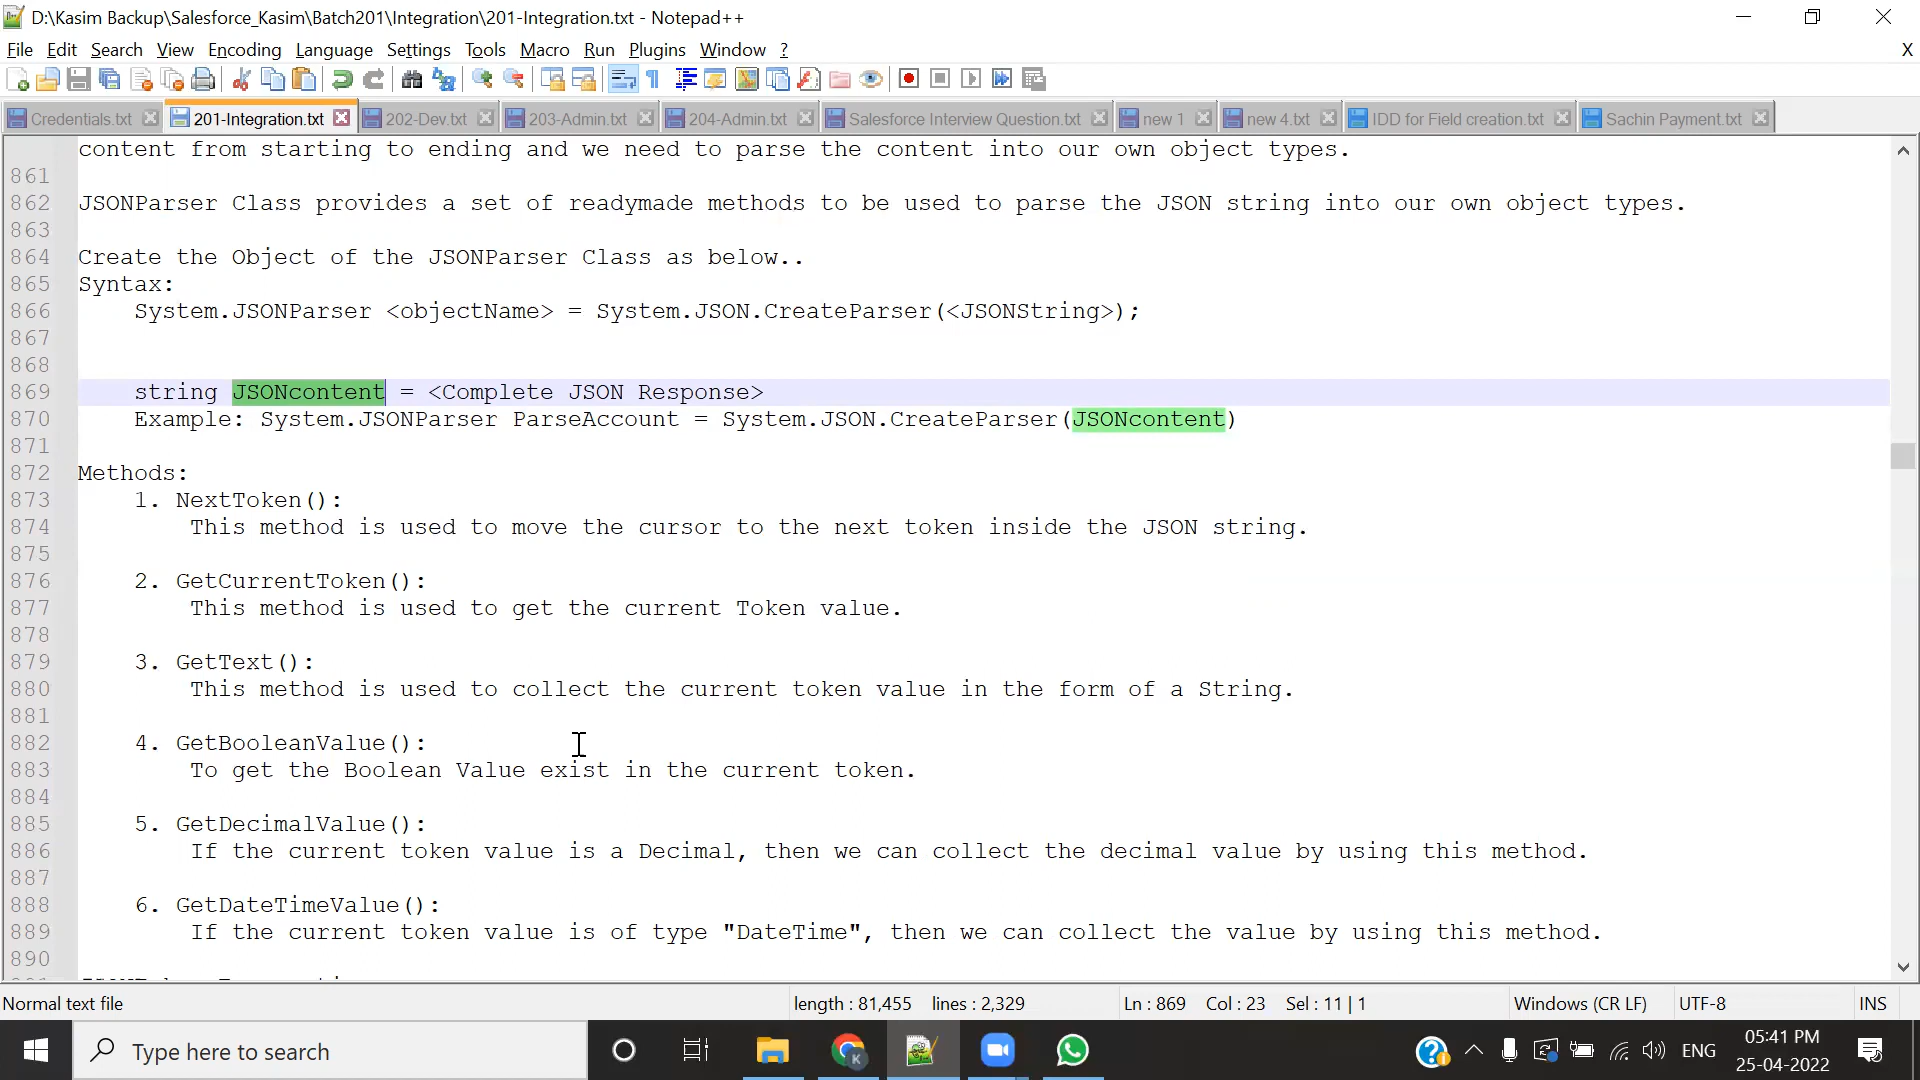 D:\Kasim Backup\Salesforce_Kasim\Batch201\Integration\201-Integration.txt - Notepad++
File Edit Search View Encoding Language Settings Tools Macro Run Plugins Window ? X
Credentials.txt 201-Integration.txt 202-Dev.txt 203-Admin.txt 204-Admin.txt Salesforce Interview Question.txt new 1 new 4.txt IDD for Field creation.txt Sachin Payment.txt
content from starting to ending and we need to parse the content into our own object types.
861
862 JSONParser Class provides a set of readymade methods to be used to parse the JSON string into our own object types.
863
864 Create the Object of the JSONParser Class as below..
865 Syntax:
866 System.JSONParser <objectName> = System.JSON.CreateParser(<JSONString>);
867
868
869 string JSONcontent = <Complete JSON Response>
870 Example: System.JSONParser ParseAccount = System.JSON.CreateParser(JSONcontent)
871
872 Methods:
873 1. NextToken():
874 This method is used to move the cursor to the next token inside the JSON string.
875
876 2. GetCurrentToken():
877 This method is used to get the current Token value.
878
879 3. GetText():
880 This method is used to collect the current token value in the form of a String.
881
882 4. GetBooleanValue():
883 To get the Boolean Value exist in the current token.
884
885 5. GetDecimalValue():
886 If the current token value is a Decimal, then we can collect the decimal value by using this method.
887
888 6. GetDateTimeValue():
889 If the current token value is of type "DateTime", then we can collect the value by using this method.
890
Normal text file length : 81,455 lines : 2,329 Ln : 869 Col : 23 Sel : 11 | 1 Windows (CR LF) UTF-8 INS
Type here to search ENG 05:41 PM
25-04-2022